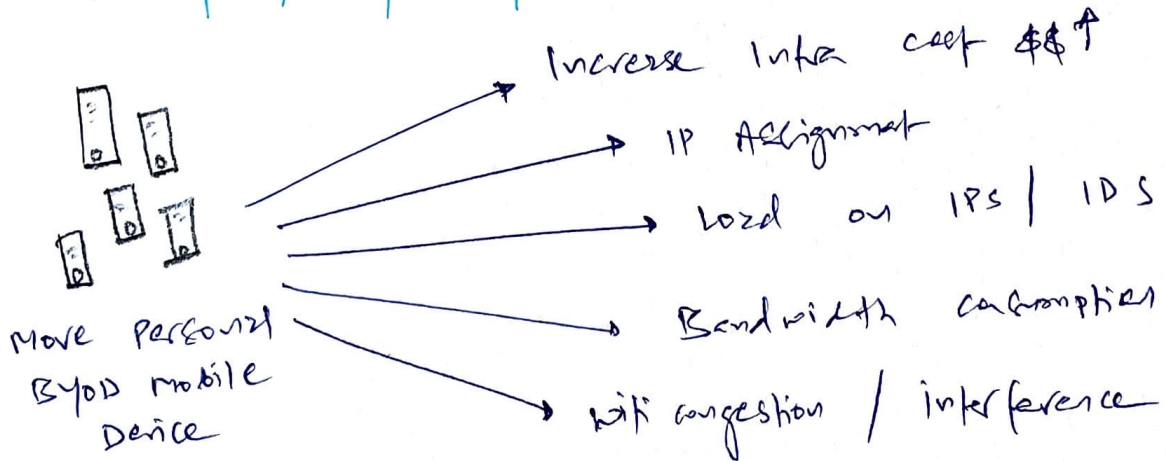 Increase Infra cost $$↑
IP Assignment
Load on IPS / IDS
Bandwidth consumption
wifi congestion / interference
More Personal
BYOD Mobile
Device